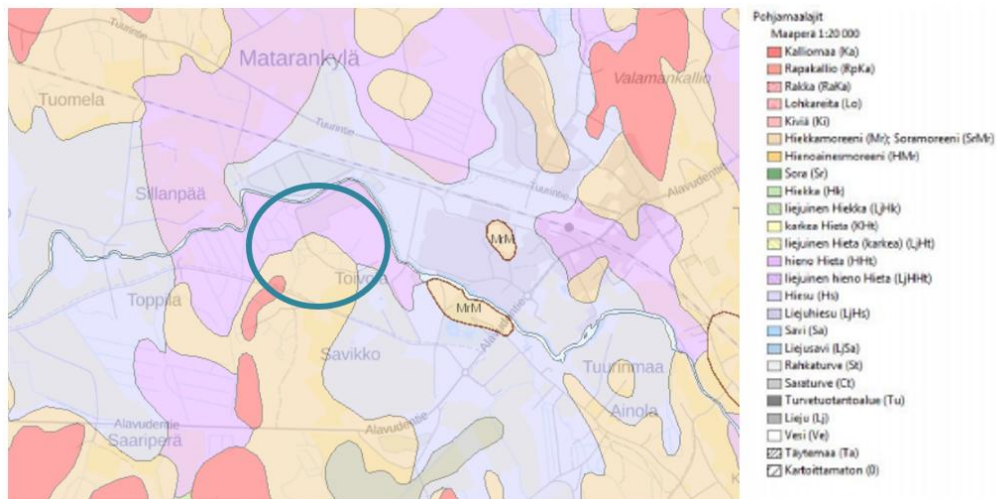 Tuurintie
Matarankylä
Valamankallio
Tuomela
Tuurintie
Tuurintie
Alavudentie
Sillanpää
MrM
Toivola
Toppila
MrM
Alavudentie
Savikko
Tuurinmaa
Ainola
Alavudentie
Alavudentie
Saariperä
Pohjamaalajit
Maaperä 1:20 000
Kalliomaa (Ka)
Rapakallio (RpKa)
Rakka (RaKa)
Lohkareita (Lo)
Kiviä (Ki)
Hiekkamoreeni (Mr); Soramoreeni (SrMr)
Hienoainesmoreeni (HMr)
Sora (Sr)
Hiekka (Hk)
liejuinen Hiekka (LjHk)
karkea Hieta (KHt)
liejuinen Hieta (karkea) (LjHt)
hieno Hieta (HHt)
liejuinen hieno Hieta (LjHHt)
Hiesu (Hs)
Liejuhiesu (LjHs)
Savi (Sa)
Liejusavi (LjSa)
Rahkaturve (St)
Saraturve (Ct)
Turvetuotantoalue (Tu)
Lieju (Lj)
Vesi (Ve)
Täytemaa (Ta)
Kartoittamaton (0)